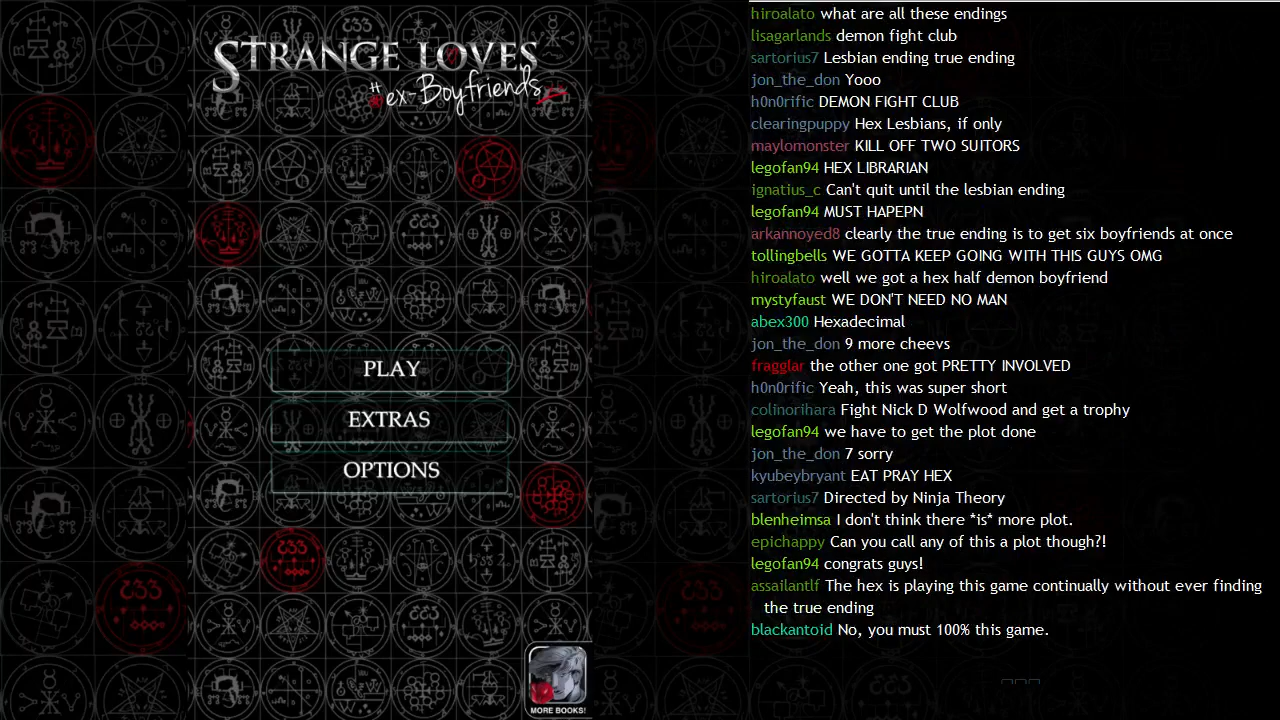 STRANGE LOVES
#ex-Boyfriends
PLAY
EXTRAS
OPTIONS
MORE BOOKS!
hiroalato what are all these endings
lisagarlands demon fight club
sartorius7 Lesbian ending true ending
jon_the_don Yooo
h0n0rific DEMON FIGHT CLUB
clearingpuppy Hex Lesbians, if only
maylomonster KILL OFF TWO SUITORS
legofan94 HEX LIBRARIAN
ignatius_c Can't quit until the lesbian ending
legofan94 MUST HAPEPN
arkannoyed8 clearly the true ending is to get six boyfriends at once
tollingbells WE GOTTA KEEP GOING WITH THIS GUYS OMG
hiroalato well we got a hex half demon boyfriend
mystyfaust WE DON'T NEED NO MAN
abex300 Hexadecimal
jon_the_don 9 more cheevs
fragglar the other one got PRETTY INVOLVED
h0n0rific Yeah, this was super short
colinorihara Fight Nick D Wolfwood and get a trophy
legofan94 we have to get the plot done
jon_the_don 7 sorry
kyubeybryant EAT PRAY HEX
sartorius7 Directed by Ninja Theory
blenheimsa I don't think there *is* more plot.
epichappy Can you call any of this a plot though?!
legofan94 congrats guys!
assailantlf The hex is playing this game continually without ever finding
the true ending
blackantoid No, you must 100% this game.